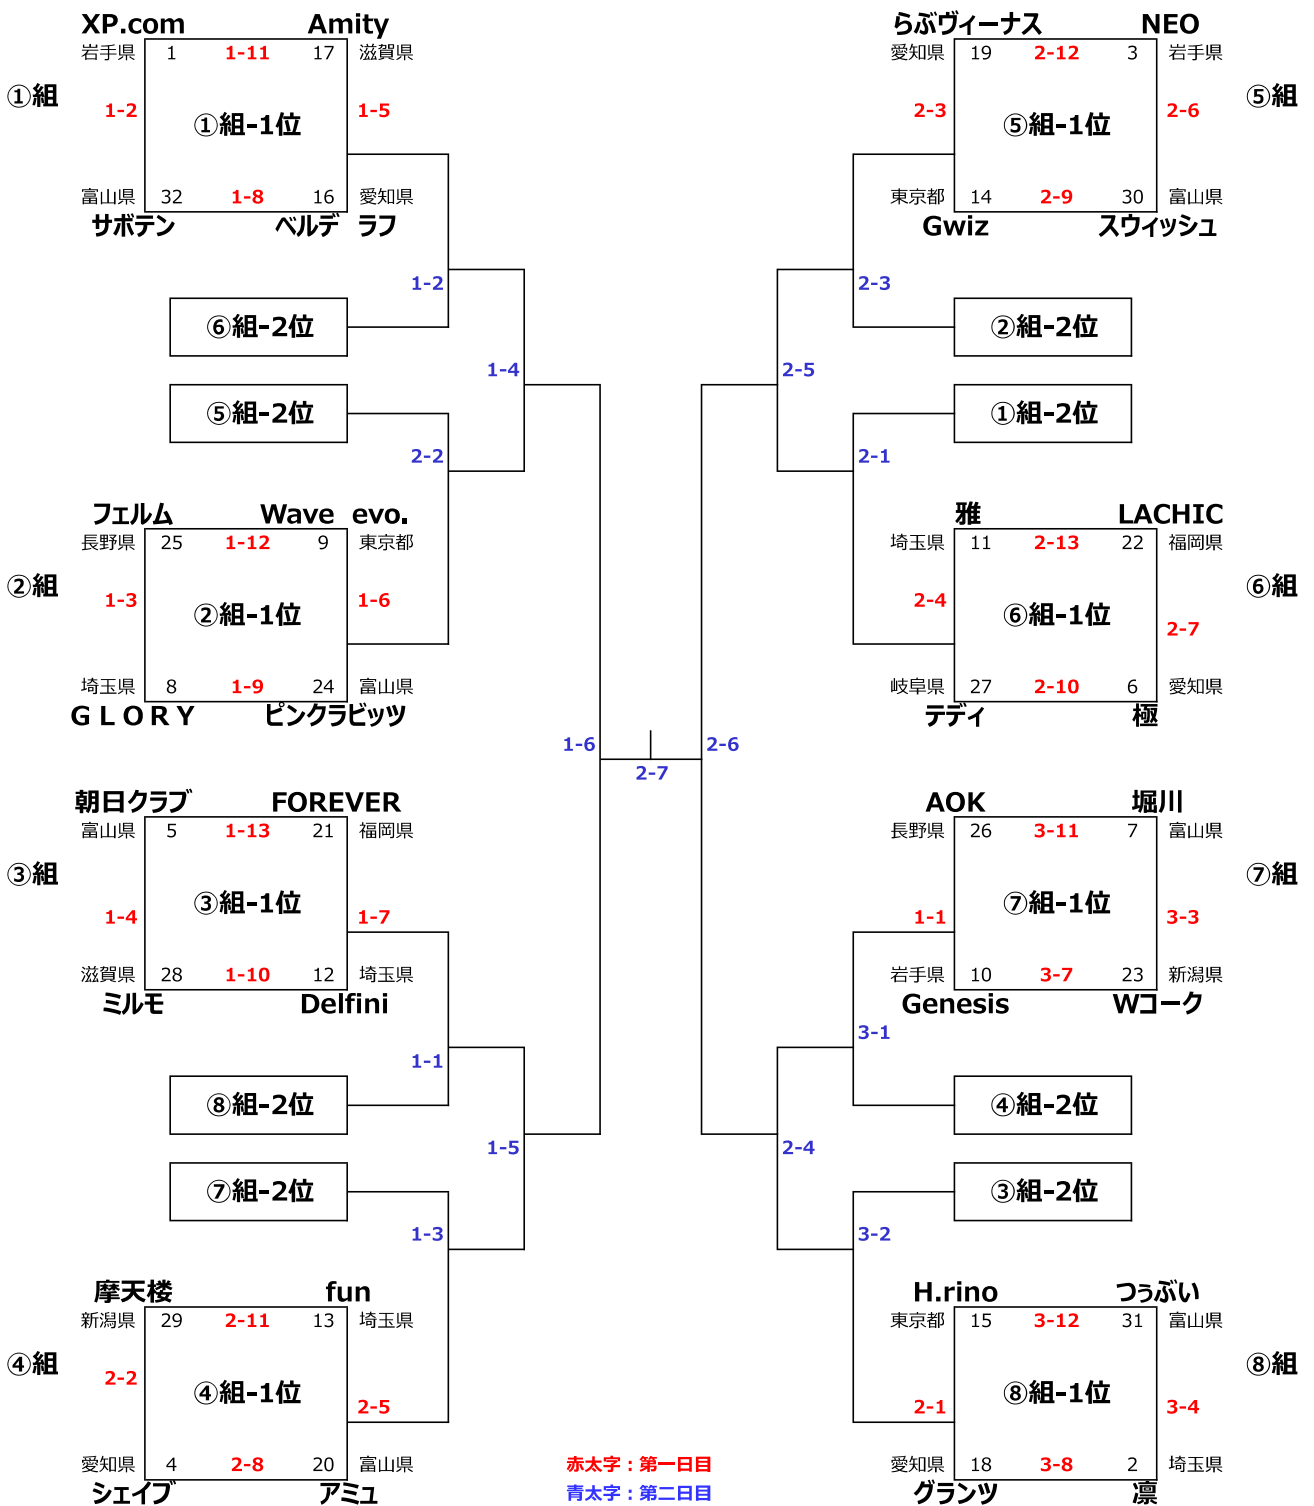 XP.com Amity
岩手県 1 1-11 17 滋賀県
①組 1-2 ①組-1位 1-5
富山県 32 1-8 16 愛知県
サボテン ベルデ ラフ
1-2
⑥組-2位
1-4
⑤組-2位
2-2
フェルム Wave evo.
長野県 25 1-12 9 東京都
②組 1-3 ②組-1位 1-6
埼玉県 8 1-9 24 富山県
GLORY ピンクラビッツ
1-6
朝日クラブ FOREVER
富山県 5 1-13 21 福岡県
③組 1-4 ③組-1位 1-7
滋賀県 28 1-10 12 埼玉県
ミルモ Delfini
1-1
⑧組-2位
1-5
⑦組-2位
1-3
摩天楼 fun
新潟県 29 2-11 13 埼玉県
④組 2-2 ④組-1位 2-5
愛知県 4 2-8 20 富山県
シェイブ アミュ
2-7
らぶヴィーナス NEO
愛知県 19 2-12 3 岩手県
2-3 ⑤組-1位 2-6 ⑤組
東京都 14 2-9 30 富山県
Gwiz スウィッシュ
2-3
②組-2位
2-5
①組-2位
2-1
雅 LACHIC
埼玉県 11 2-13 22 福岡県
2-4 ⑥組-1位 2-7 ⑥組
岐阜県 27 2-10 6 愛知県
テディ 極
2-6
AOK 堀川
長野県 26 3-11 7 富山県
1-1 ⑦組-1位 3-3 ⑦組
岩手県 10 3-7 23 新潟県
Genesis Wコーク
3-1
④組-2位
2-4
③組-2位
3-2
H.rino つぅぶい
東京都 15 3-12 31 富山県
2-1 ⑧組-1位 3-4 ⑧組
愛知県 18 3-8 2 埼玉県
グランツ 凛
赤太字：第一日目
青太字：第二日目